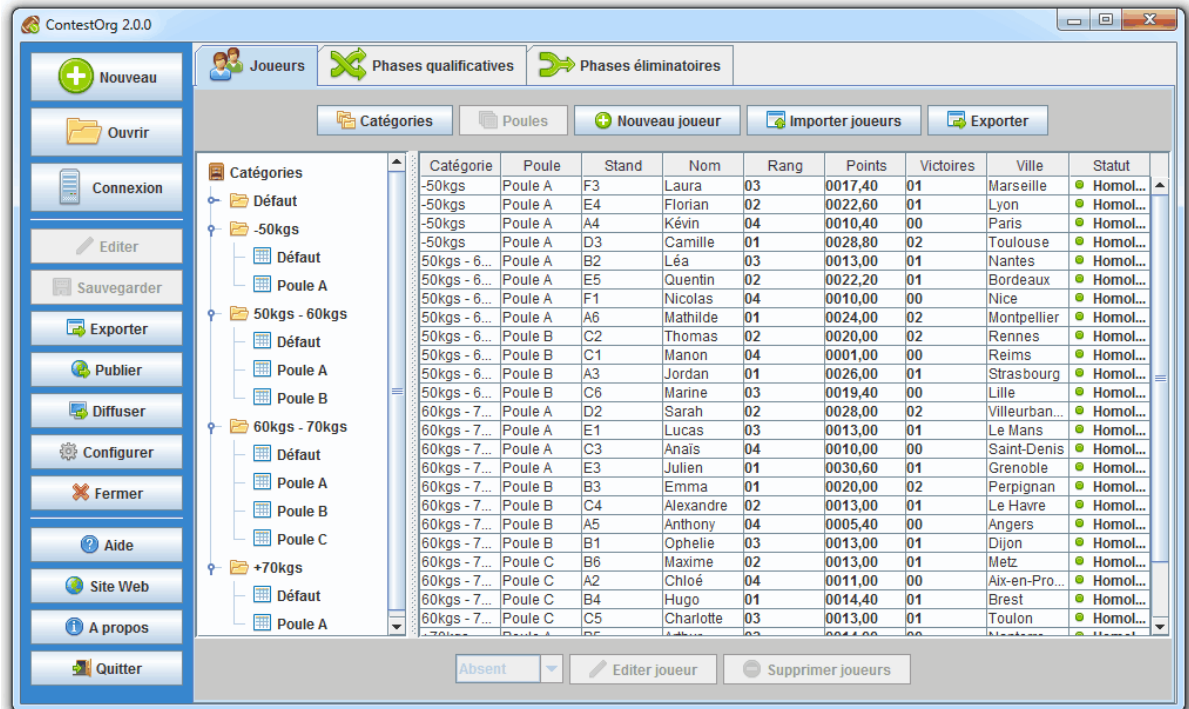 ContestOrg 2.0.0
Nouveau
Ouvrir
Connexion
Editer
Sauvegarder
Exporter
Publier
Diffuser
Configurer
Fermer
Aide
Site Web
A propos
Quitter
Joueurs Phases qualificatives Phases éliminatoires
Catégories Poules Nouveau joueur Importer joueurs Exporter
Catégories
Défaut
-50kgs
Défaut
Poule A
50kgs - 60kgs
Défaut
Poule A
Poule B
60kgs - 70kgs
Défaut
Poule A
Poule B
Poule C
+70kgs
Défaut
Poule A
Catégorie Poule Stand Nom Rang Points Victoires Ville Statut
-50kgs Poule A F3 Laura 03 0017,40 01 Marseille Homol...
-50kgs Poule A E4 Florian 02 0022,60 01 Lyon Homol...
-50kgs Poule A A4 Kévin 04 0010,40 00 Paris Homol...
-50kgs Poule A D3 Camille 01 0028,80 02 Toulouse Homol...
50kgs - 6... Poule A B2 Léa 03 0013,00 01 Nantes Homol...
50kgs - 6... Poule A E5 Quentin 02 0022,20 01 Bordeaux Homol...
50kgs - 6... Poule A F1 Nicolas 04 0010,00 00 Nice Homol...
50kgs - 6... Poule A A6 Mathilde 01 0024,00 02 Montpellier Homol...
50kgs - 6... Poule B C2 Thomas 02 0020,00 02 Rennes Homol...
50kgs - 6... Poule B C1 Manon 04 0001,00 00 Reims Homol...
50kgs - 6... Poule B A3 Jordan 01 0026,00 01 Strasbourg Homol...
50kgs - 6... Poule B C6 Marine 03 0019,40 00 Lille Homol...
60kgs - 7... Poule A D2 Sarah 02 0028,00 02 Villeurban... Homol...
60kgs - 7... Poule A E1 Lucas 03 0013,00 01 Le Mans Homol...
60kgs - 7... Poule A C3 Anaïs 04 0010,00 00 Saint-Denis Homol...
60kgs - 7... Poule A E3 Julien 01 0030,60 01 Grenoble Homol...
60kgs - 7... Poule B B3 Emma 01 0020,00 02 Perpignan Homol...
60kgs - 7... Poule B C4 Alexandre 02 0013,00 01 Le Havre Homol...
60kgs - 7... Poule B A5 Anthony 04 0005,40 00 Angers Homol...
60kgs - 7... Poule B B1 Ophelie 03 0013,00 01 Dijon Homol...
60kgs - 7... Poule C B6 Maxime 02 0013,00 01 Metz Homol...
60kgs - 7... Poule C A2 Chloé 04 0011,00 00 Aix-en-Pro... Homol...
60kgs - 7... Poule C B4 Hugo 01 0014,40 01 Brest Homol...
60kgs - 7... Poule C C5 Charlotte 03 0013,00 01 Toulon Homol...
Absent Editer joueur Supprimer joueurs